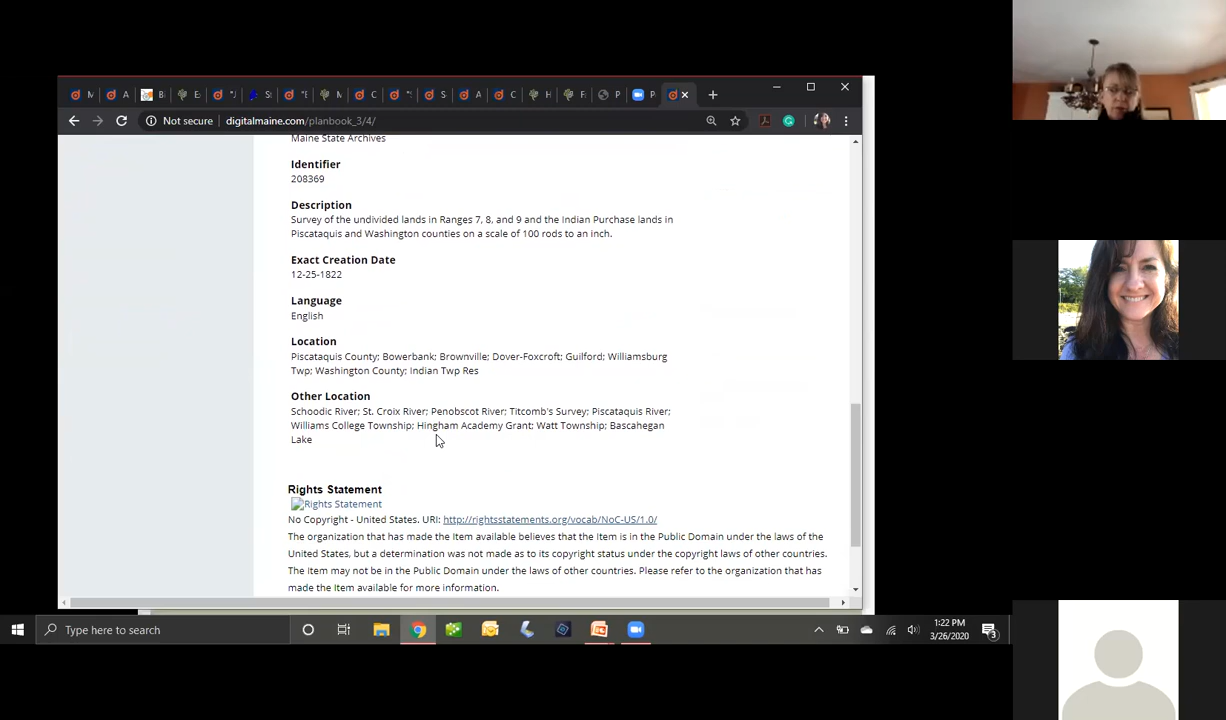 M
A
B
E
"J
S
"E
M
C
"
S
A
C
H
F
P
P
Not secure
digitalmaine.com/planbook_3/4/
Maine State Archives
Identifier
208369
Description
Survey of the undivided lands in Ranges 7, 8, and 9 and the Indian Purchase lands in
Piscataquis and Washington counties on a scale of 100 rods to an inch.
Exact Creation Date
12-25-1822
Language
English
Location
Piscataquis County; Bowerbank; Brownville; Dover-Foxcroft; Guilford; Williamsburg
Twp; Washington County; Indian Twp Res
Other Location
Schoodic River; St. Croix River; Penobscot River; Titcomb's Survey; Piscataquis River;
Williams College Township; Hingham Academy Grant; Watt Township; Bascahegan
Lake
Rights Statement
Rights Statement
No Copyright - United States. URI: http://rightsstatements.org/vocab/NoC-US/1.0/
The organization that has made the Item available believes that the Item is in the Public Domain under the laws of the
United States, but a determination was not made as to its copyright status under the copyright laws of other countries.
The Item may not be in the Public Domain under the laws of other countries. Please refer to the organization that has
made the Item available for more information.
Type here to search
1:22 PM
3/26/2020
3